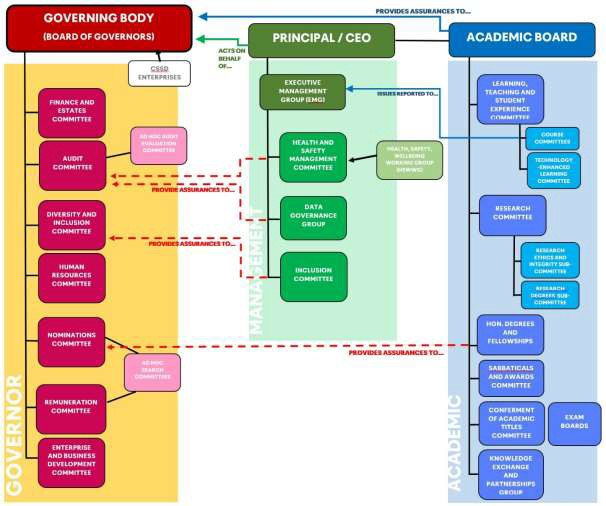 GOVERNING BODY
(BOARD OF GOVERNORS)
PROVIDES ASSURANCES TO...
PRINCIPAL / CEO
ACADEMIC BOARD
ACTS ON
BEHALF
OF...
CSSD
ENTERPRISES
FINANCE AND
ESTATES
COMMITTEE
AUDIT
COMMITTEE
AD HOC AUDIT
EVALUATION
COMMITTEE
PROVIDE ASSURANCES TO...
DIVERSITY AND
INCLUSION
COMMITTEE
PROVIDES ASSURANCES TO...
HUMAN
RESOURCES
COMMITTEE
NOMINATIONS
COMMITTEE
AD HOC
SEARCH
COMMITTEES
REMUNERATION
COMMITTEE
ENTERPRISE
AND BUSINESS
DEVELOPMENT
COMMITTEE
GOVERNOR
EXECUTIVE
MANAGEMENT
GROUP (EMG)
ISSUES REPORTED TO...
HEALTH AND
SAFETY
MANAGEMENT
COMMITTEE
HEALTH, SAFETY,
WELLBEING
WORKING GROUP
DATA
GOVERNANCE
GROUP
INCLUSION
COMMITTEE
MANAGEMENT
PROVIDES ASSURANCES TO...
LEARNING,
TEACHING AND
STUDENT
EXPERIENCE
COMMITTEE
COURSE
COMMITTEES
TECHNOLOGY
-ENHANCED
LEARNING
COMMITTEE
RESEARCH
COMMITTEE
RESEARCH
ETHICS AND
INTEGRITY SUB-
COMMITTEE
RESEARCH
DEGREES SUB-
COMMITTEE
HON. DEGREES
AND
FELLOWSHIPS
SABBATICALS
AND AWARDS
COMMITTEE
CONFERMENT
OF ACADEMIC
TITLES
COMMITTEE
EXAM
BOARDS
KNOWLEDGE
EXCHANGE AND
PARTNERSHIPS
GROUP
ACADEMIC